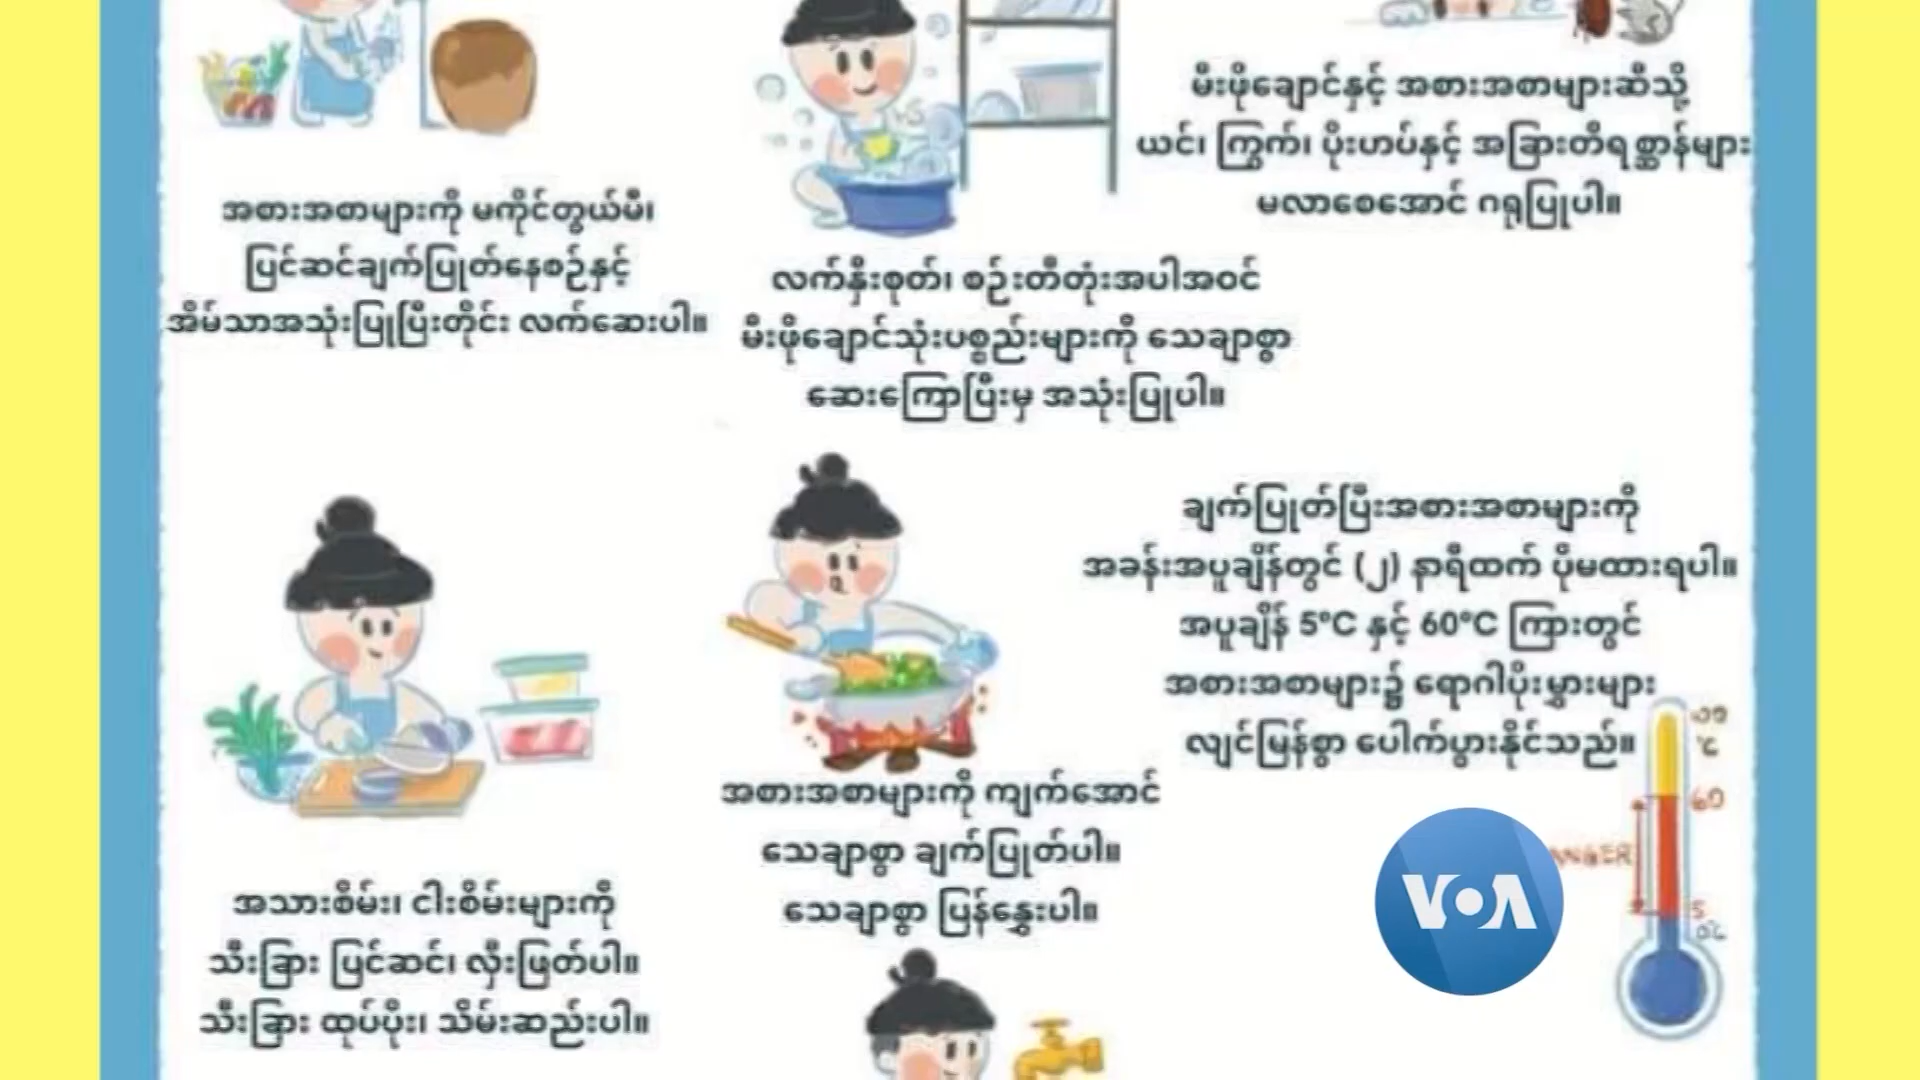 အစားအစာများကို မကိုင်တွယ်မီ၊
ပြင်ဆင်ချက်ပြုတ်နေစဉ်နှင့်
အိမ်သာအသုံးပြုပြီးတိုင်း လက်ဆေးပါ။
လက်နှီးစုတ်၊ စဉ်းတီတုံးအပါအဝင်
မီးဖိုချောင်သုံးပစ္စည်းများကို သေချာစွာ
ဆေးကြောပြီးမှ အသုံးပြုပါ။
မီးဖိုချောင်နှင့် အစားအစာများဆီသို့
ယင်၊ ကြွက်၊ ပိုးဟပ်နှင့် အခြားတိရစ္ဆာန်များ
မလာစေအောင် ဂရုပြုပါ။
အသားစိမ်း၊ ငါးစိမ်းများကို
သီးခြား ပြင်ဆင်၊ လှီးဖြတ်ပါ။
သီးခြား ထုပ်ပိုး၊ သိမ်းဆည်းပါ။
အစားအစာများကို ကျက်အောင်
သေချာစွာ ချက်ပြုတ်ပါ။
သေချာစွာ ပြန်နွှေးပါ။
ချက်ပြုတ်ပြီးအစားအစာများကို
အခန်းအပူချိန်တွင် (၂) နာရီထက် ပိုမထားရပါ။
အပူချိန် 5°C နှင့် 60°C ကြားတွင်
အစားအစာများ၌ ရောဂါပိုးမွှားများ
လျင်မြန်စွာ ပေါက်ပွားနိုင်သည်။
60
5
VOA